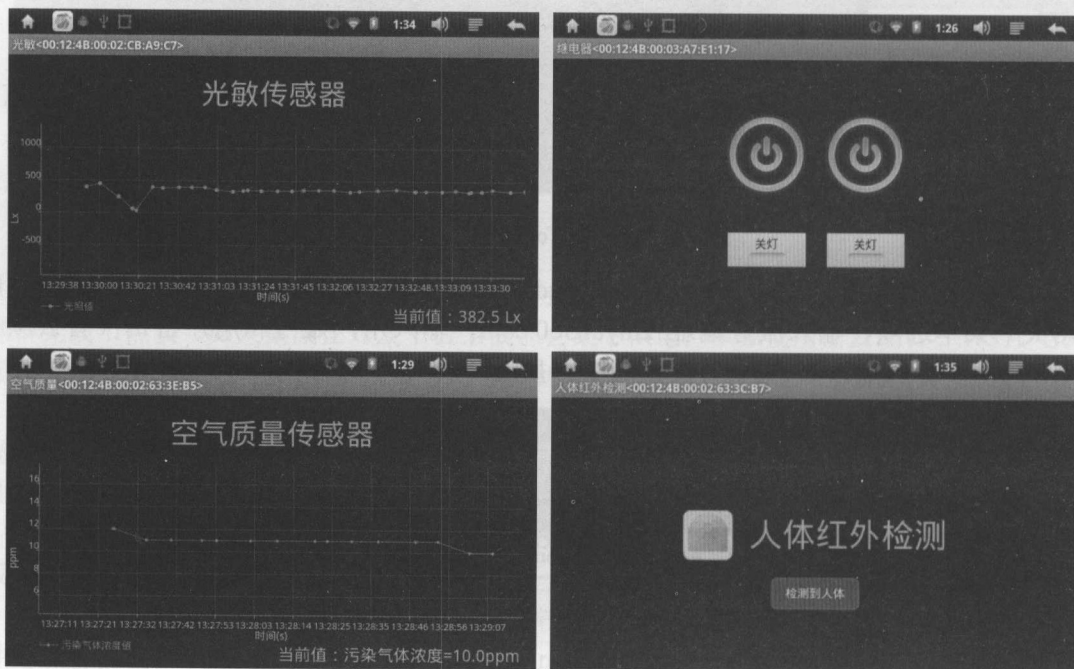 1:34
光敏<00:12:4B:00:02:CB:A9:C7>
光敏传感器
1000
500
0
-500
Lx
13:29:38 13:30:00 13:30:21 13:30:42 13:31:03 13:31:24 13:31:45 13:32:06 13:32:27 13:32:48 13:33:09 13:33:30
时间(s)
光照值
当前值：382.5 Lx
1:26
继电器<00:12:4B:00:03:A7:E1:17>
关灯
关灯
1:29
空气质量<00:12:4B:00:02:63:3E:B5>
空气质量传感器
16
14
12
10
8
6
ppm
13:27:11 13:27:21 13:27:32 13:27:42 13:27:53 13:28:03 13:28:14 13:28:25 13:28:35 13:28:46 13:28:56 13:29:07
时间(s)
污染气体浓度值
当前值：污染气体浓度=10.0ppm
1:35
人体红外检测<00:12:4B:00:02:63:3C:B7>
人体红外检测
检测到人体